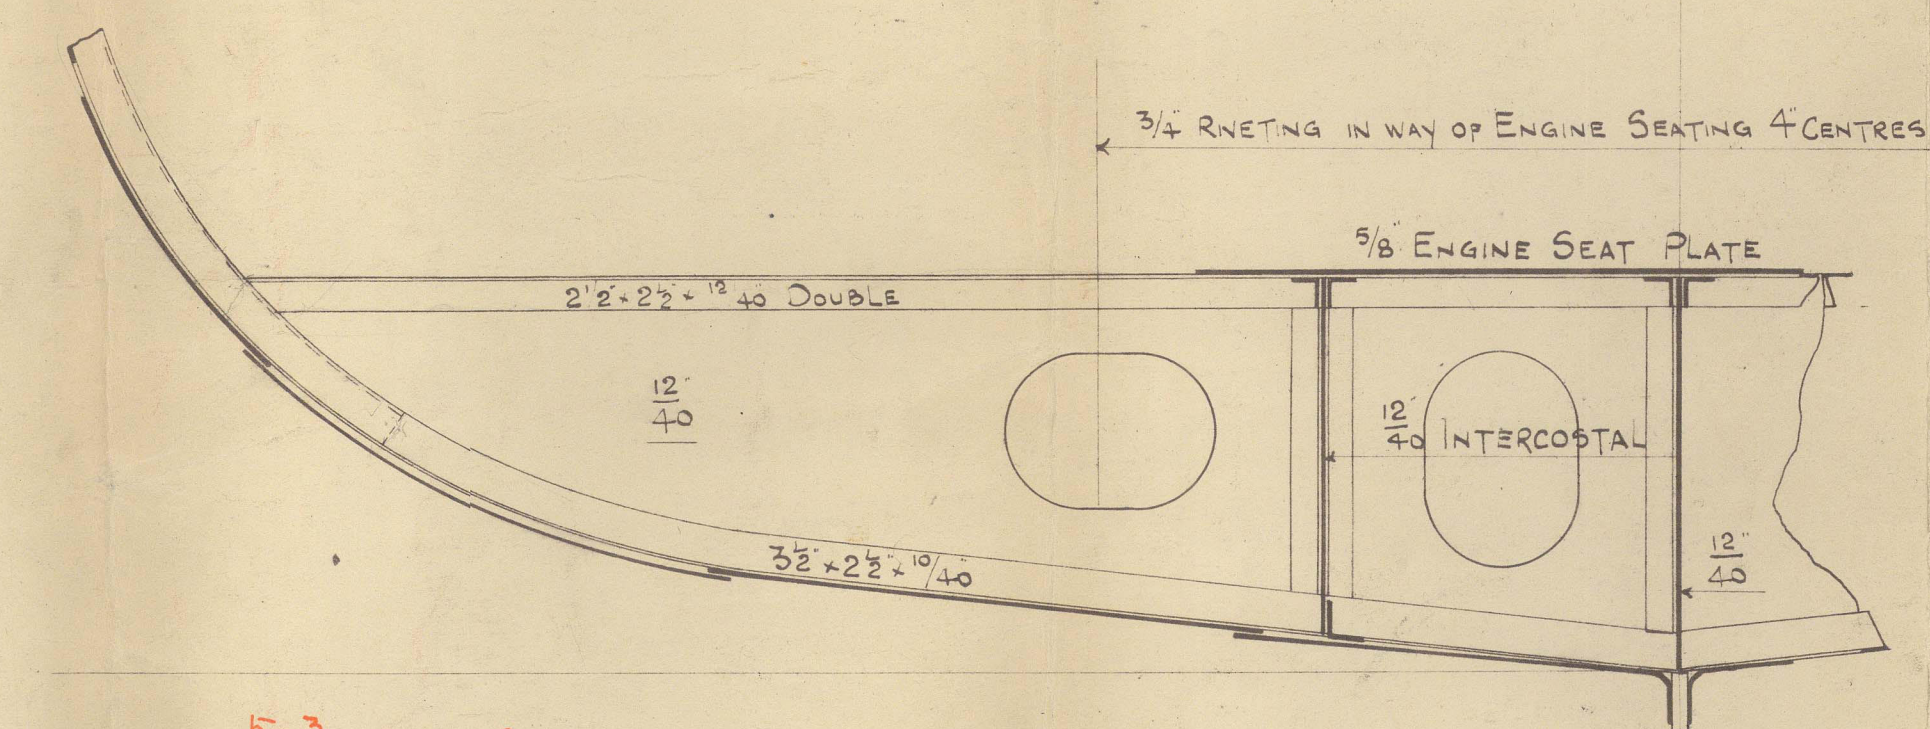 3/4" RIVETING IN WAY OF ENGINE SEATING 4" CENTRES
5/8" ENGINE SEAT PLATE
2 1/2" × 2 1/2" × 12/40" DOUBLE
12"/40
12"/40 INTERCOSTAL
3 1/2" × 2 1/2" × 10/40"
12"/40